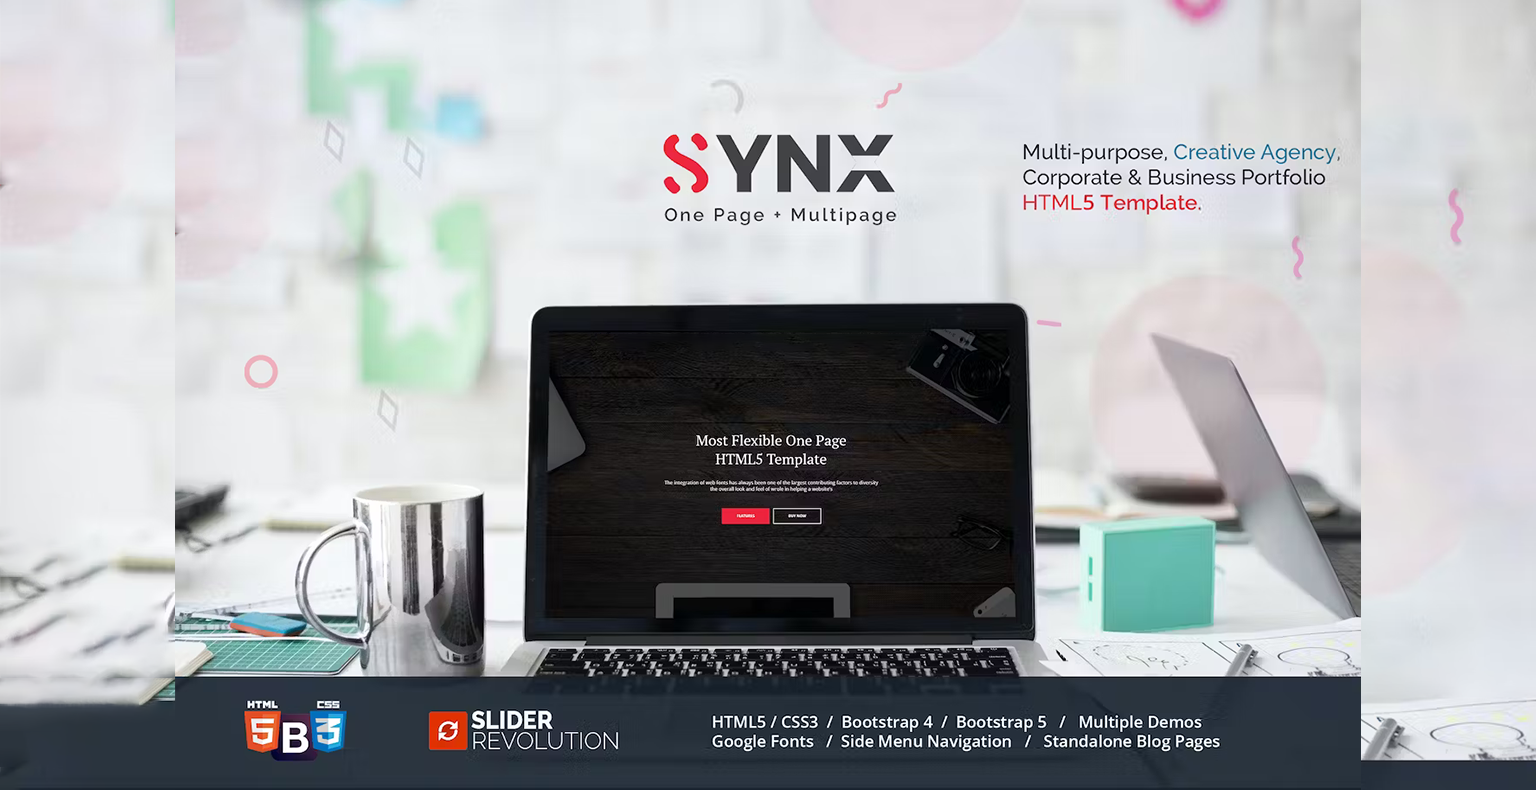 SYNX
One Page + Multipage
Multi-purpose, Creative Agency,
Corporate & Business Portfolio
HTML5 Template.
Most Flexible One Page
HTML5 Template
The integration of web fonts has always been one of the largest contributing factors to diversity
the overall look and feel of wrote in helping a website's
FEATURES
BUY NOW
HTML
CSS
5
B
3
SLIDER
REVOLUTION
HTML5 / CSS3 / Bootstrap 4 / Bootstrap 5 / Multiple Demos
Google Fonts / Side Menu Navigation / Standalone Blog Pages